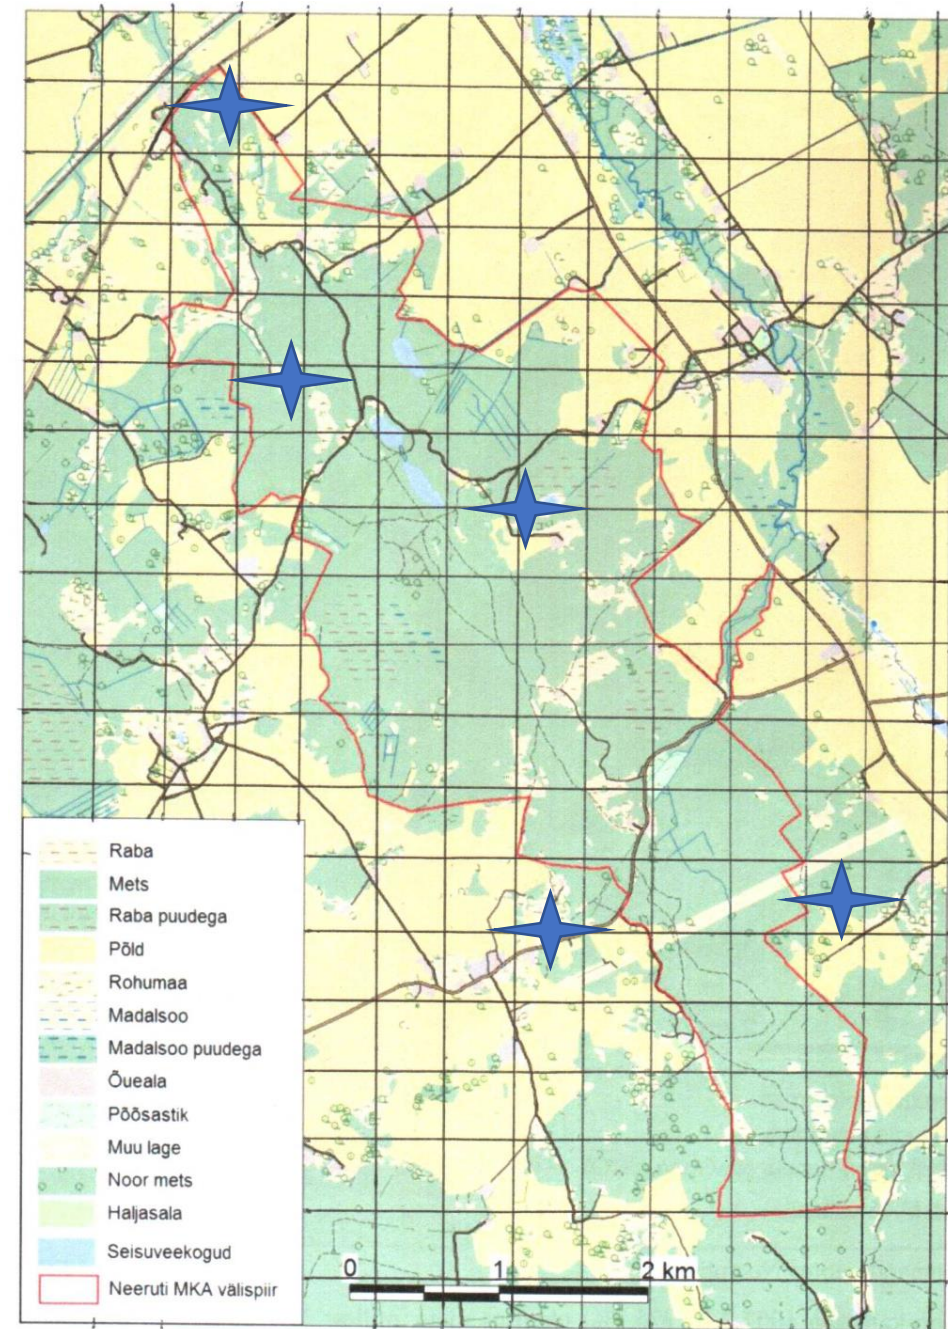 Raba
Mets
Raba puudega
Põld
Rohumaa
Madalsoo
Madalsoo puudega
Õueala
Põõsastik
Muu lage
Noor mets
Haljasala
Seisuveekogud
Neeruti MKA välispiir
0 1 2 km